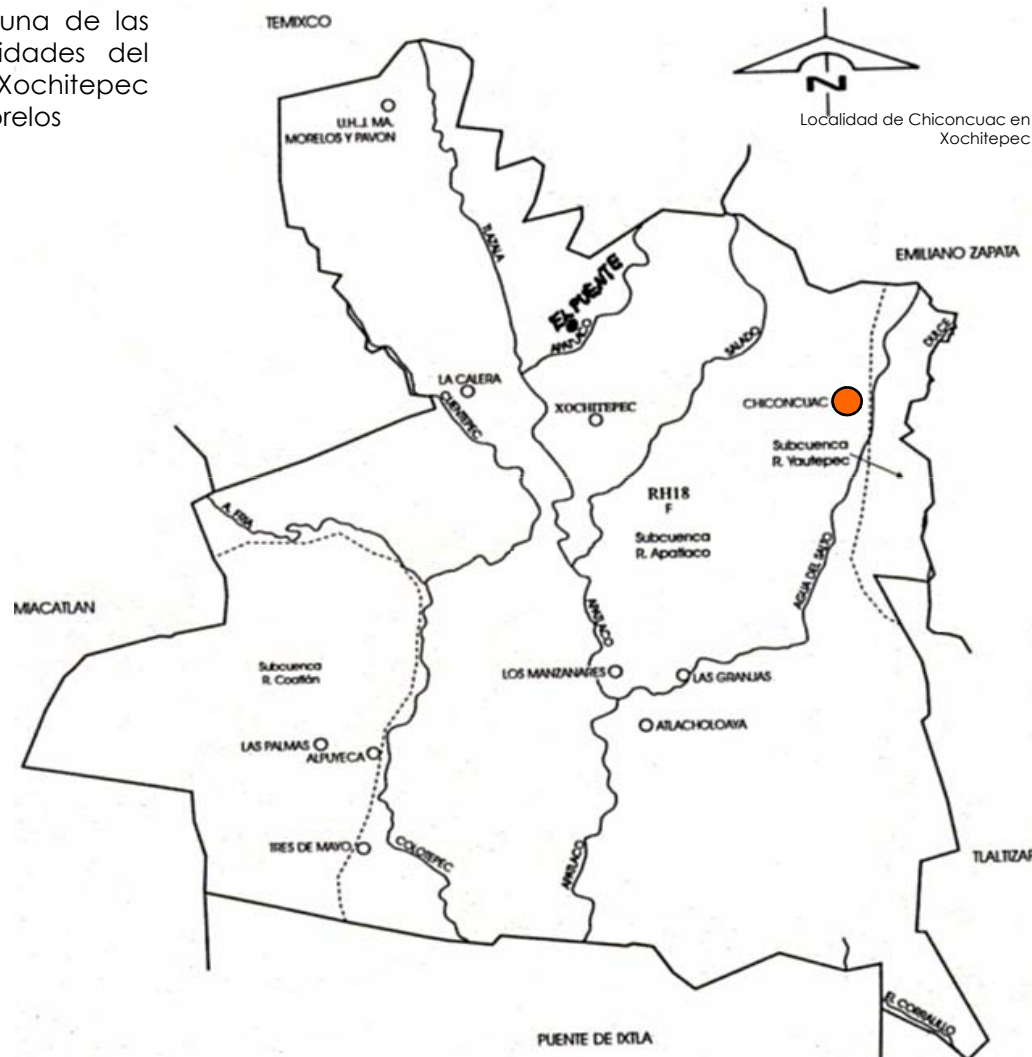 una de las
idades del
Xochitepec
orelos
TEMIXCO
N
Localidad de Chiconcuac en
Xochitepec
U.H.J. MA.
MORELOS Y PAVON
TLAZALA
EMILIANO ZAPATA
EL PUENTE
APATLACO
SALADO
DULCE
LA CALERA
CUENTEPEC
XOCHITEPEC
CHICONCUAC
Subcuenca
R. Yautepec
RH18
F
Subcuenca
R. Apatlaco
A. FRIA
AGUA DEL SALTO
MIACATLAN
APATLACO
Subcuenca
R. Coatlán
LOS MANZANARES
LAS GRANJAS
ATLACHOLOAYA
LAS PALMAS
ALPUYECA
TRES DE MAYO
COLOTEPEC
APATLACO
TLALTIZAP
EL CORRALILLO
PUENTE DE IXTLA